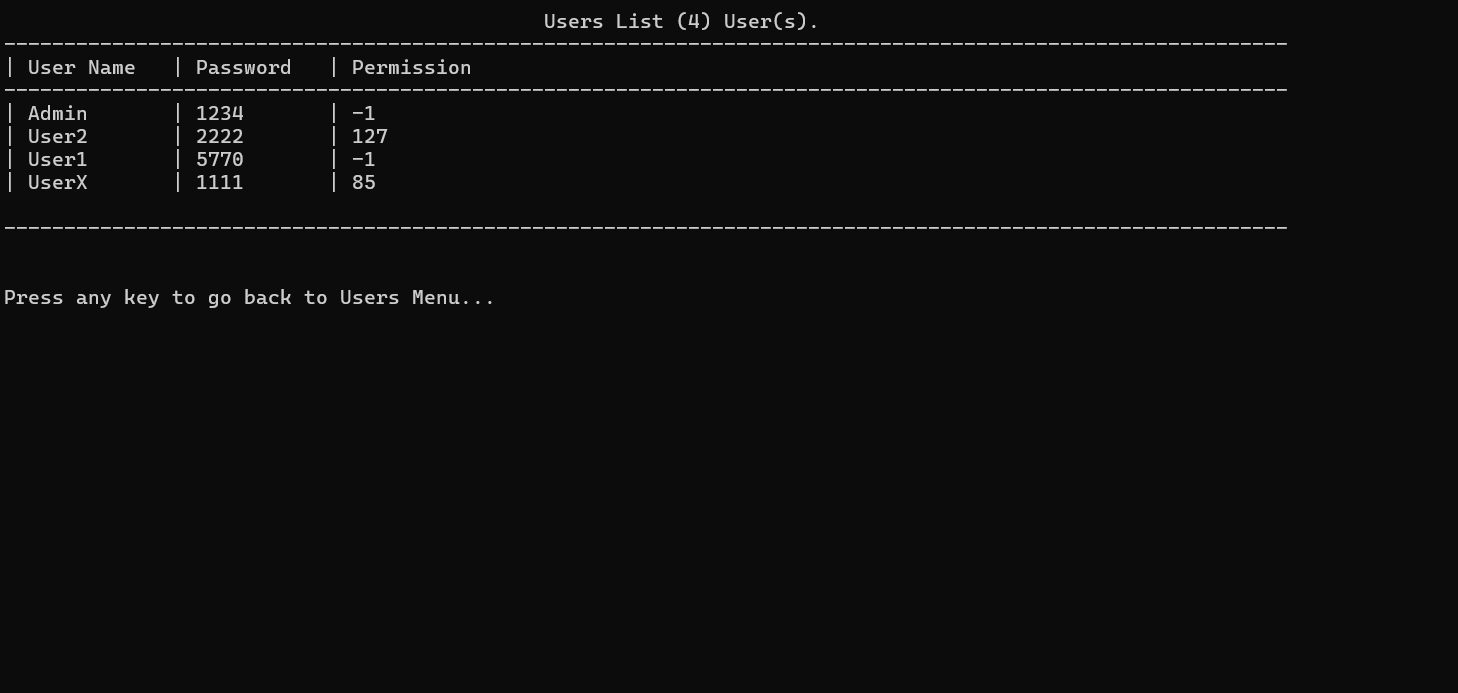 Users List (4) User(s).
-----------------------------------------------------------------------------------------------------------
| User Name   | Password   | Permission
-----------------------------------------------------------------------------------------------------------
| Admin       | 1234       | -1
| User2       | 2222       | 127
| User1       | 5770       | -1
| UserX       | 1111       | 85
-----------------------------------------------------------------------------------------------------------
Press any key to go back to Users Menu...